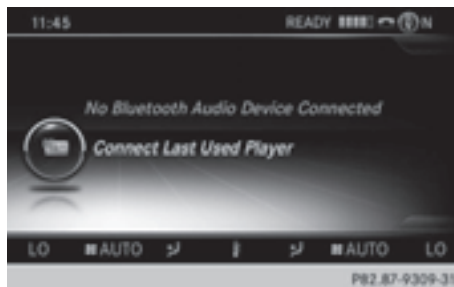 11:45 READY N
No Bluetooth Audio Device Connected
Connect Last Used Player
LO AUTO AUTO LO
P82.87-9309-31